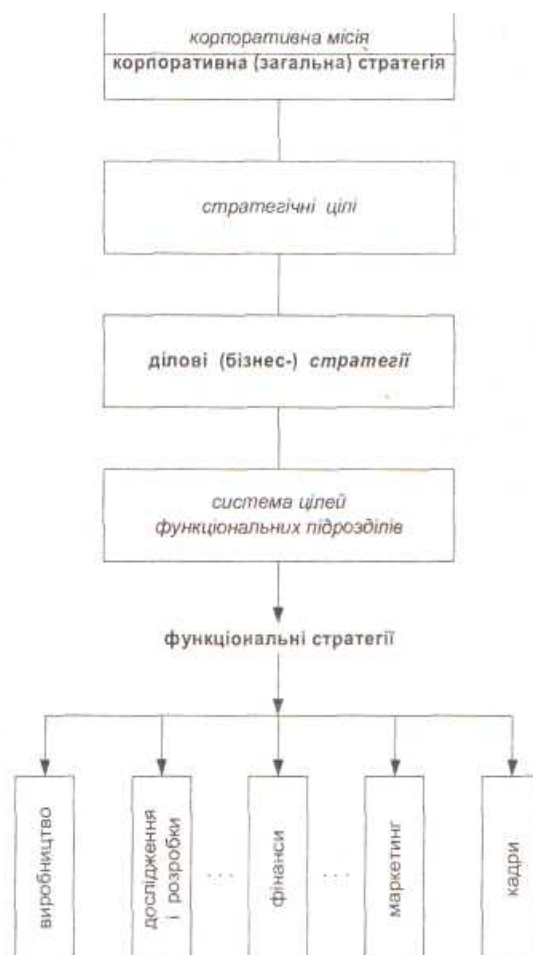 корпоративна місія
корпоративна (загальна) стратегія
стратегічні цілі
ділові (бізнес-) стратегії
система цілей
функціональних підрозділів
функціональні стратегії
виробництво
дослідження
і розробки
. . .
фінанси
. . .
маркетинг
кадри